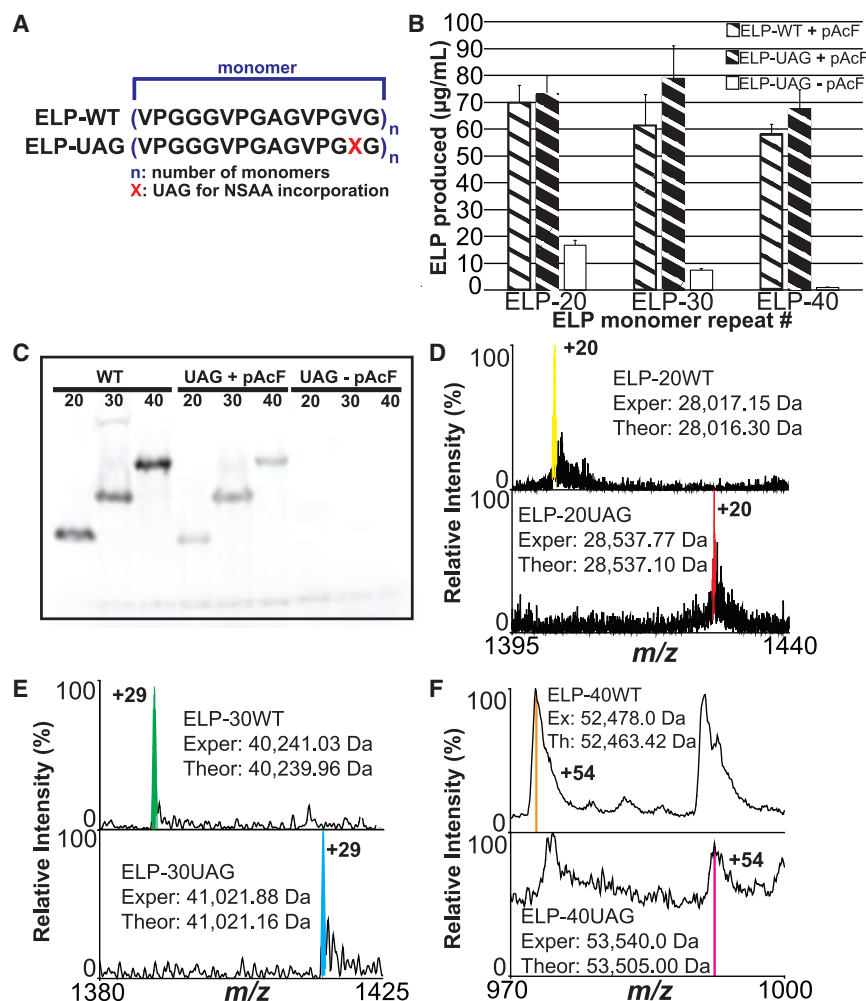 A
monomer
ELP-WT (VPGGGVPGAGVPGVG)n
ELP-UAG (VPGGGVPGAGVPGXG)n
n: number of monomers
X: UAG for NSAA incorporation
B
ELP-WT + pAcF
ELP-UAG + pAcF
ELP-UAG - pAcF
ELP produced (µg/mL)
100
90
80
70
60
50
40
30
20
10
0
ELP-20 ELP-30 ELP-40
ELP monomer repeat #
C
WT UAG + pAcF UAG - pAcF
20 30 40 20 30 40 20 30 40
D
Relative Intensity (%)
100
0
+20
ELP-20WT
Exper: 28,017.15 Da
Theor: 28,016.30 Da
100
0
+20
ELP-20UAG
Exper: 28,537.77 Da
Theor: 28,537.10 Da
1395 m/z 1440
E
Relative Intensity (%)
100
0
+29
ELP-30WT
Exper: 40,241.03 Da
Theor: 40,239.96 Da
100
0
+29
ELP-30UAG
Exper: 41,021.88 Da
Theor: 41,021.16 Da
1380 m/z 1425
F
Relative Intensity (%)
100
0
ELP-40WT
Ex: 52,478.0 Da
Th: 52,463.42 Da
+54
100
0
+54
ELP-40UAG
Exper: 53,540.0 Da
Theor: 53,505.00 Da
970 m/z 1000